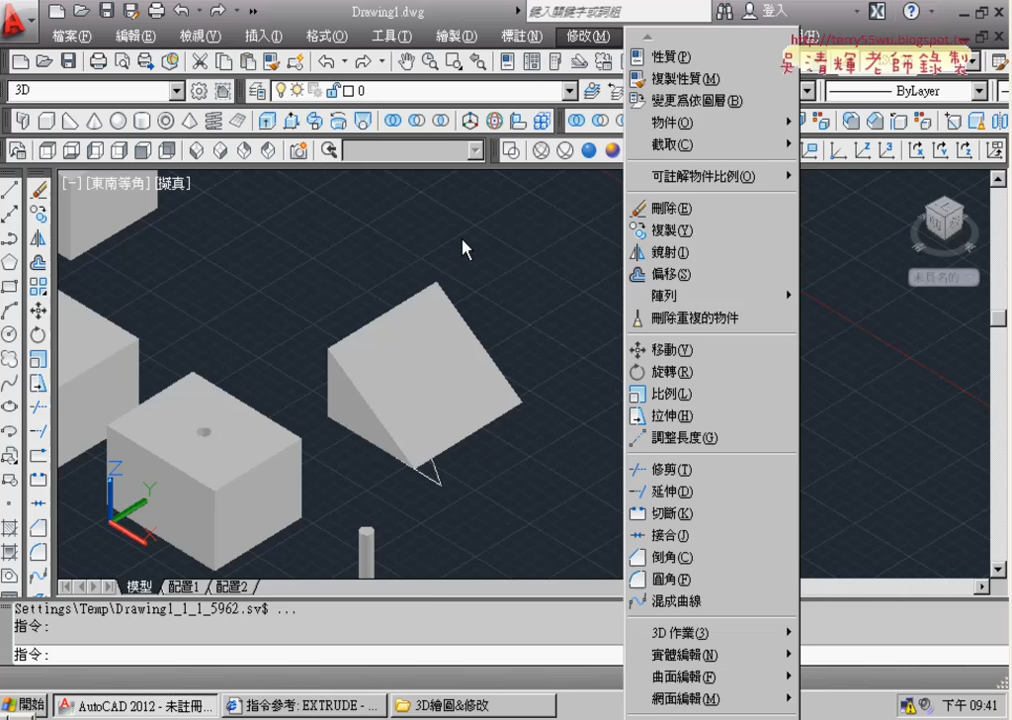 Drawing1.dwg
鍵入關鍵字或詞組
登入
檔案(F)
編輯(E)
檢視(V)
插入(I)
格式(O)
工具(T)
繪製(D)
標註(N)
修改(M)
http://terry55wu.blogspot.co
吳清輝老師錄製
3D
0
ByLayer
[-][東南等角][擬真]
未具名的
性質(P)
複製性質(M)
變更為依圖層(B)
物件(O)
截取(C)
可註解物件比例(O)
刪除(E)
複製(Y)
鏡射(I)
偏移(S)
陣列
刪除重複的物件
移動(V)
旋轉(R)
比例(L)
拉伸(H)
調整長度(G)
修剪(T)
延伸(D)
切斷(K)
接合(J)
倒角(C)
圓角(F)
混成曲線
3D 作業(3)
實體編輯(N)
曲面編輯(F)
網面編輯(M)
Z
Y
X
模型
配置1
配置2
Settings\Temp\Drawing1_1_1_5962.sv$ ...
指令:
指令:
開始
AutoCAD 2012 - 未註冊...
指令參考: EXTRUDE - ...
3D繪圖&修改
下午 09:41